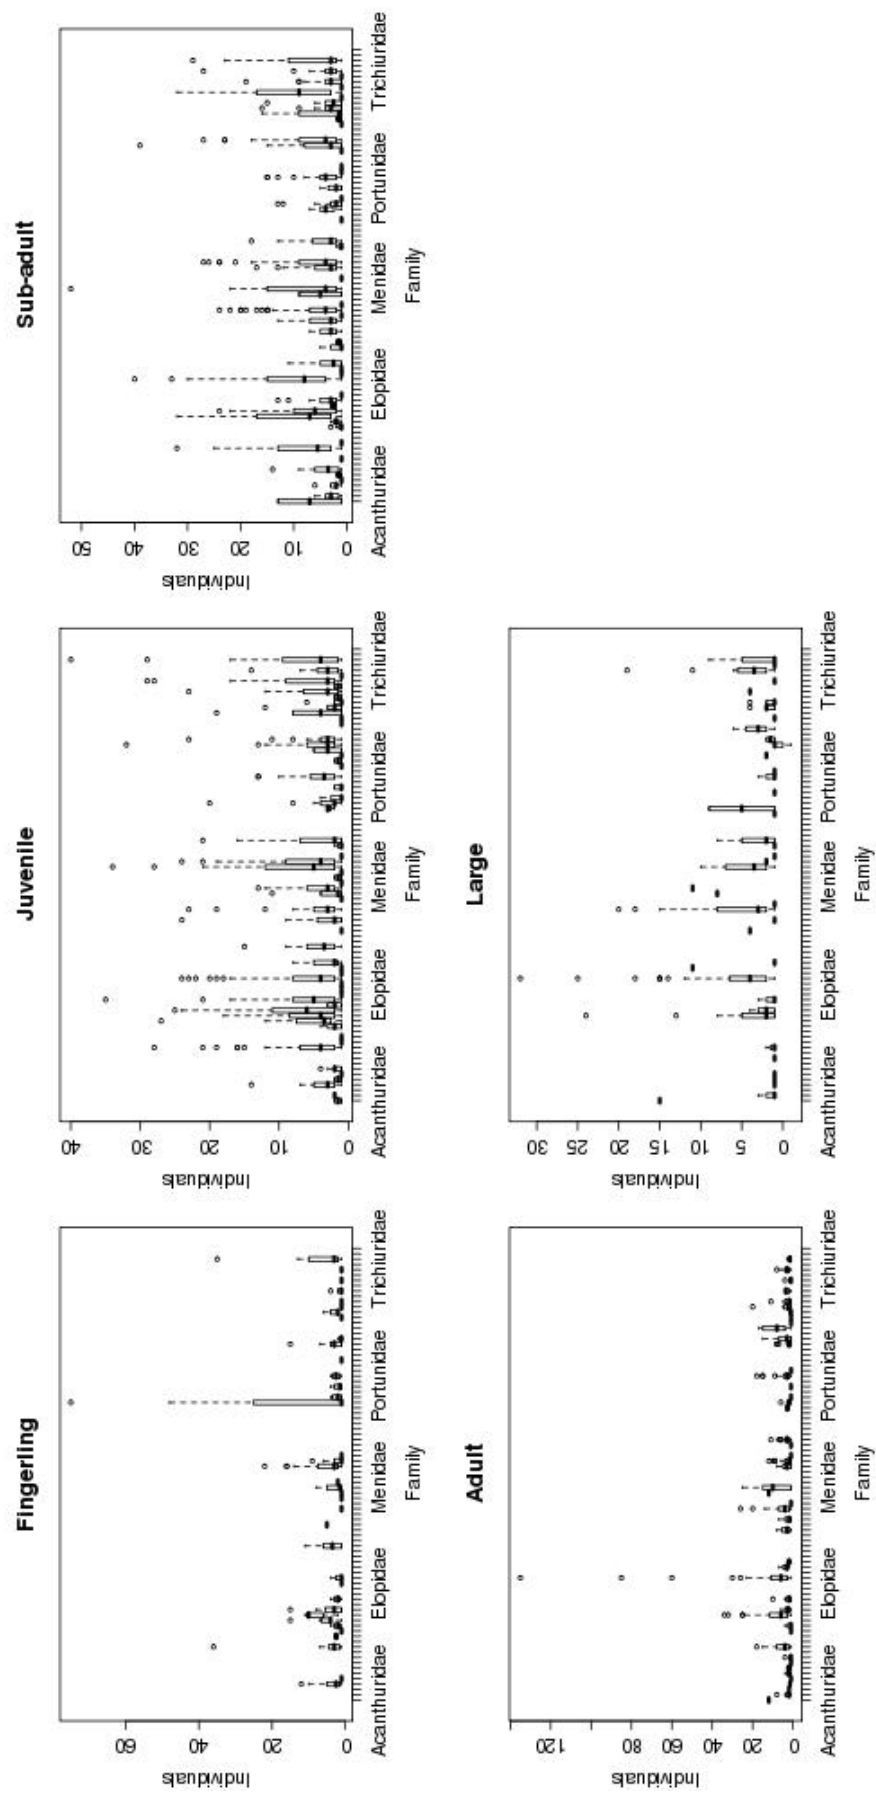 Fingerling
Individuals
0 20 40 60
Acanthuridae Elopidae Menidae Portunidae Trichiuridae
Family
Juvenile
Individuals
0 10 20 30 40
Acanthuridae Elopidae Menidae Portunidae Trichiuridae
Family
Sub-adult
Individuals
0 10 20 30 40 50
Acanthuridae Elopidae Menidae Portunidae Trichiuridae
Family
Adult
Individuals
0 20 40 60 80 120
Acanthuridae Elopidae Menidae Portunidae Trichiuridae
Family
Large
Individuals
0 5 10 15 20 25 30
Acanthuridae Elopidae Menidae Portunidae Trichiuridae
Family